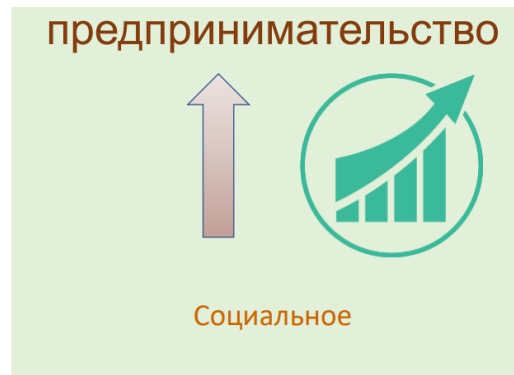 предпринимательство
Социальное